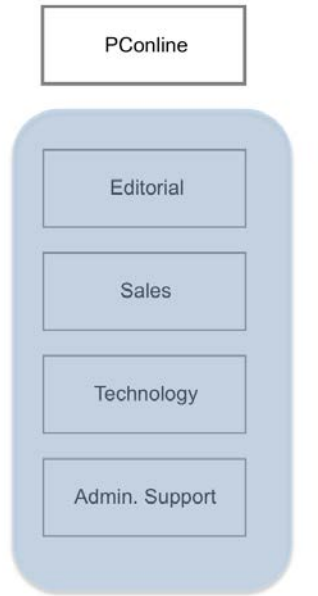 PConline
Editorial
Sales
Technology
Admin. Support